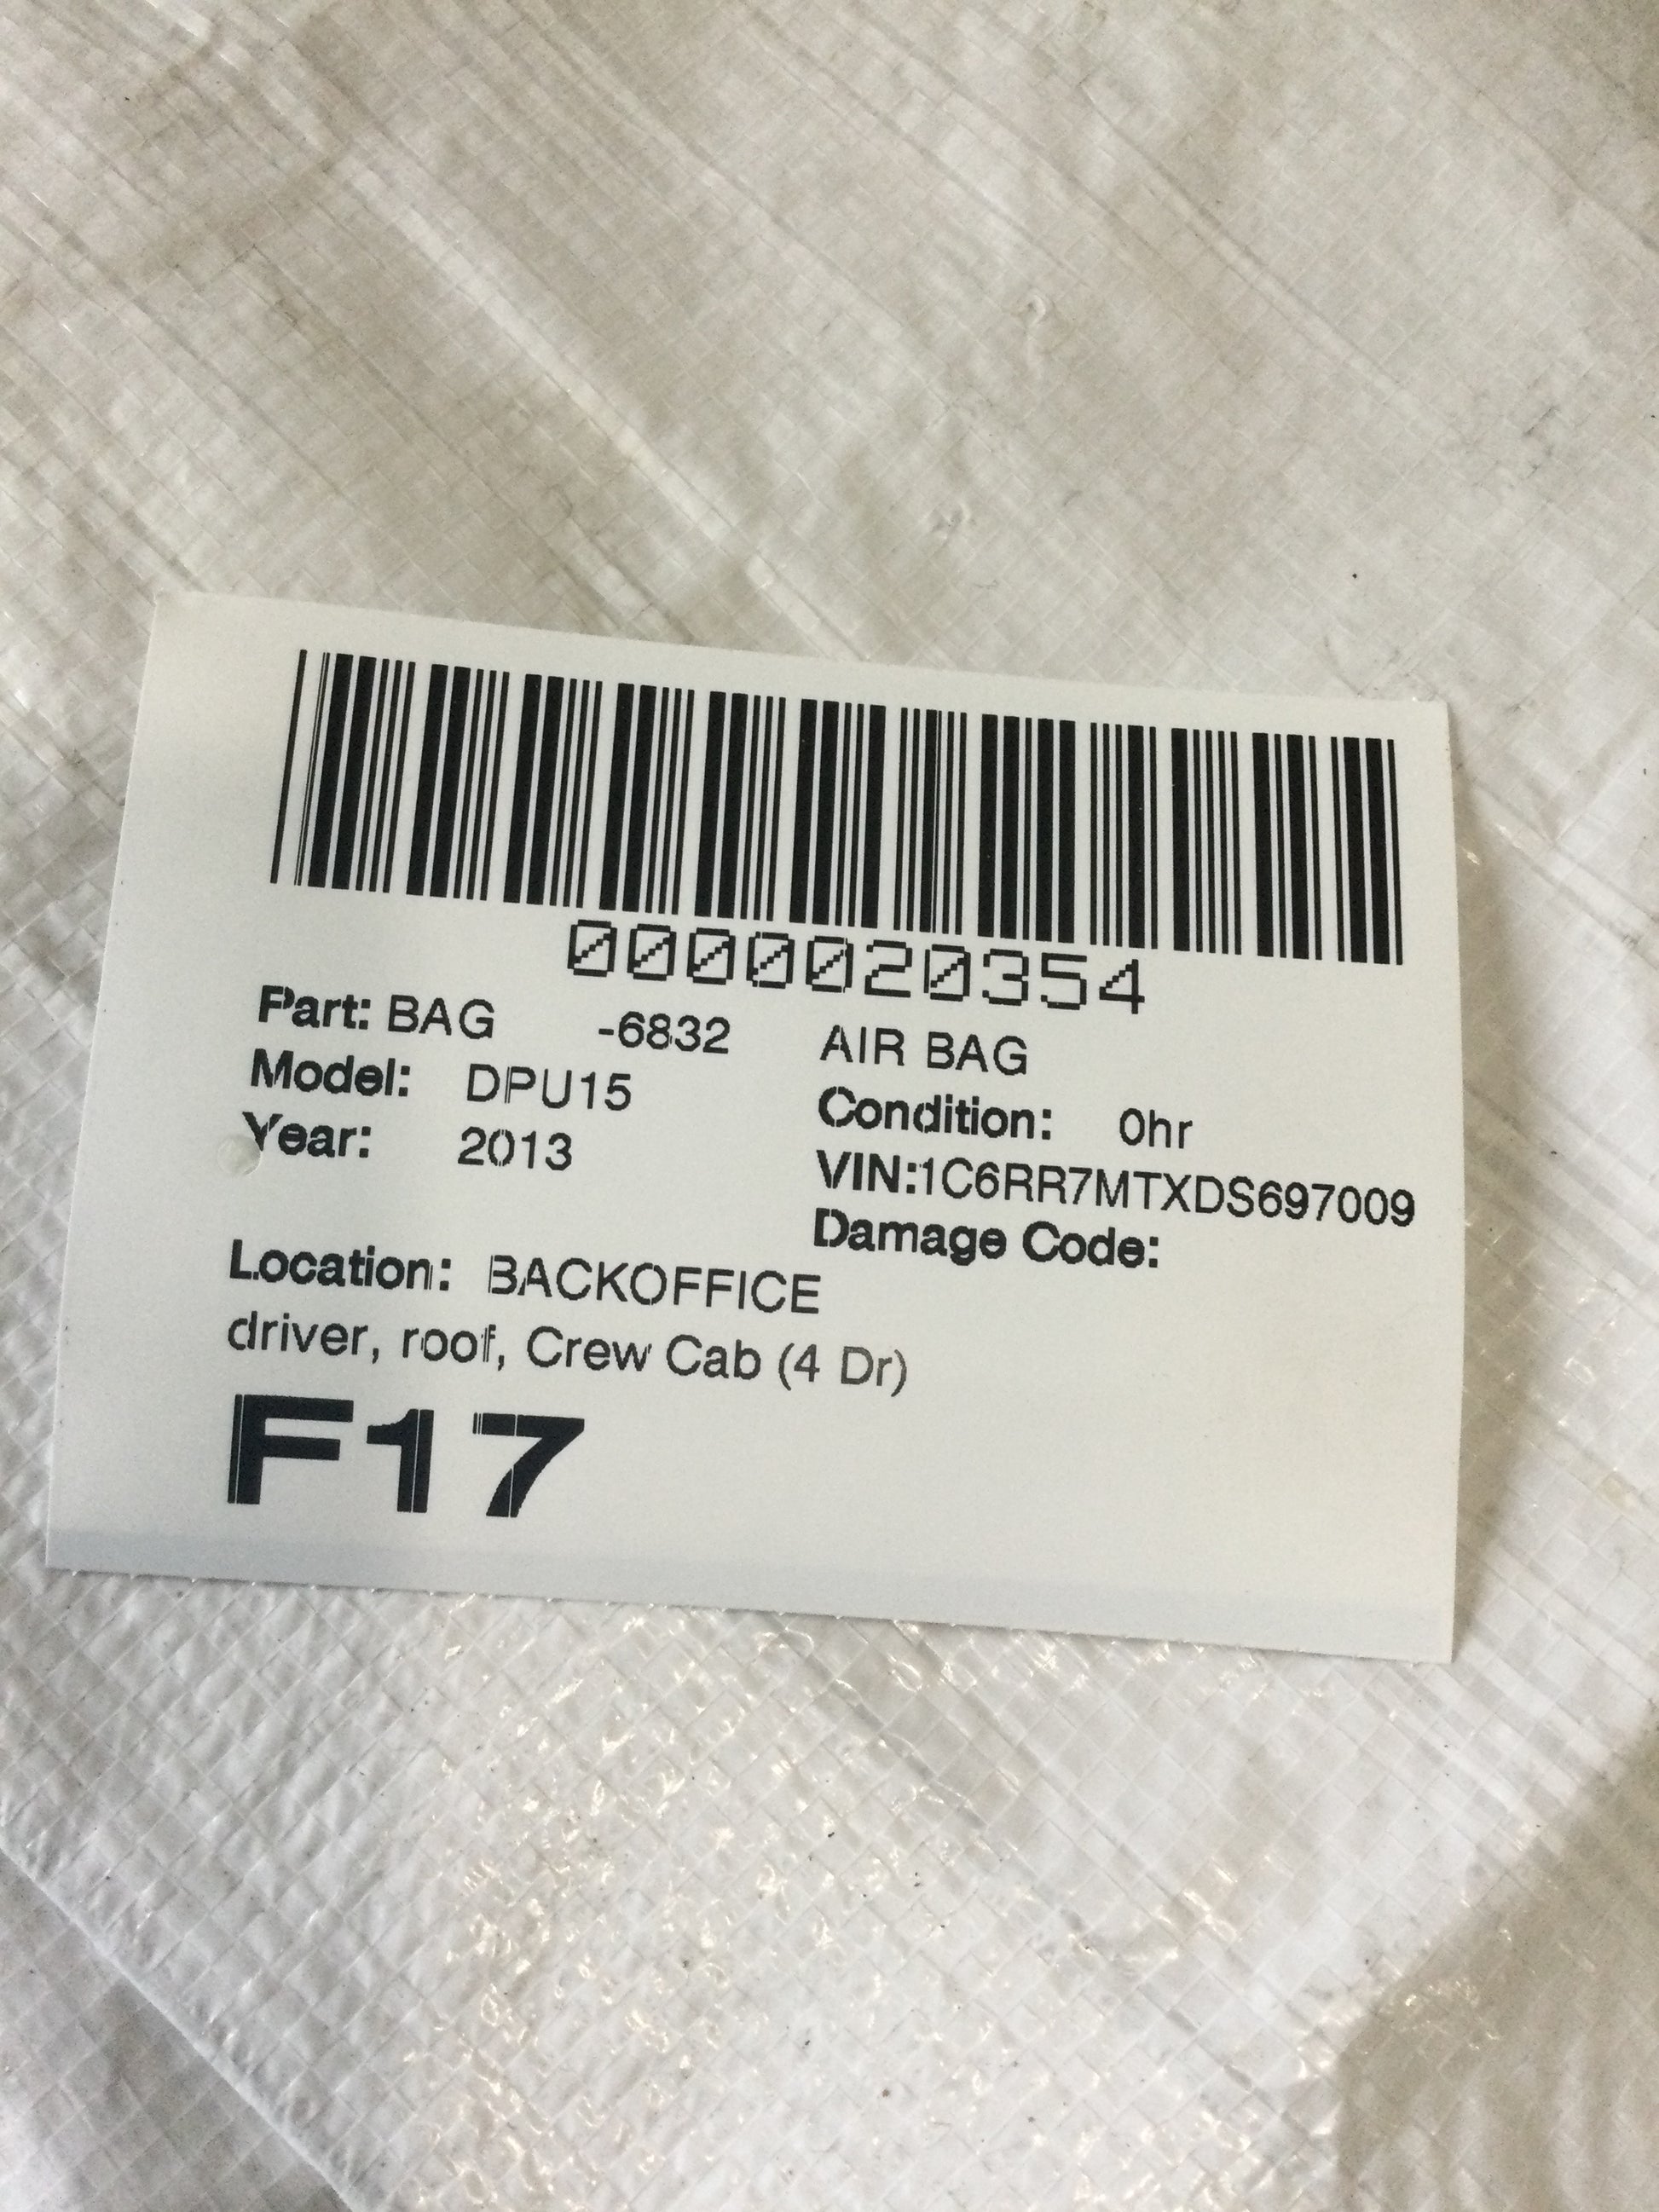 0000020354
Part: BAG -6832 AIR BAG
Model: DPU15 Condition: 0hr
Year: 2013 VIN:1C6RR7MTXDS697009
Damage Code:
Location: BACKOFFICE
driver, roof, Crew Cab (4 Dr)
F17